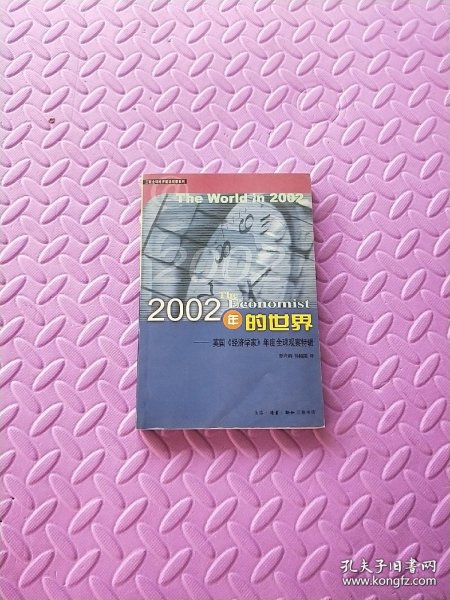 The World in 2002
2002年的世界
The
Economist
——英国《经济学家》年度全球观察特辑
生活·读书·新知三联书店
孔夫子旧书网
www.kongfz.com